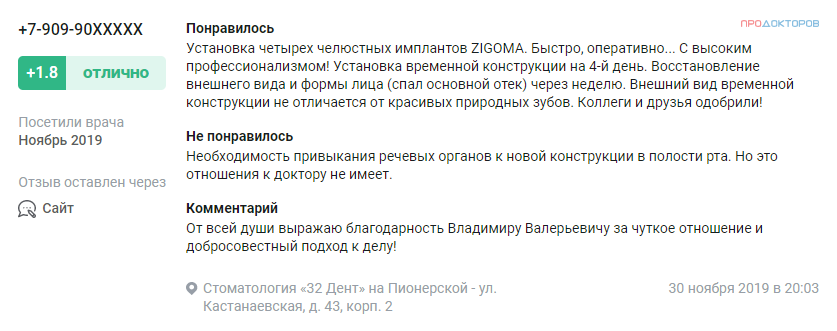 +7-909-90XXXXX
+1.8 отлично
Посетили врача
Ноябрь 2019
Отзыв оставлен через
Сайт
ПРОДОКТОРОВ
Понравилось
Установка четырех челюстных имплантов ZIGOMA. Быстро, оперативно... С высоким
профессионализмом! Установка временной конструкции на 4-й день. Восстановление
внешнего вида и формы лица (спал основной отек) через неделю. Внешний вид временной
конструкции не отличается от красивых природных зубов. Коллеги и друзья одобрили!
Не понравилось
Необходимость привыкания речевых органов к новой конструкции в полости рта. Но это
отношения к доктору не имеет.
Комментарий
От всей души выражаю благодарность Владимиру Валерьевичу за чуткое отношение и
добросовестный подход к делу!
Стоматология «32 Дент» на Пионерской - ул.
Кастанаевская, д. 43, корп. 2
30 ноября 2019 в 20:03